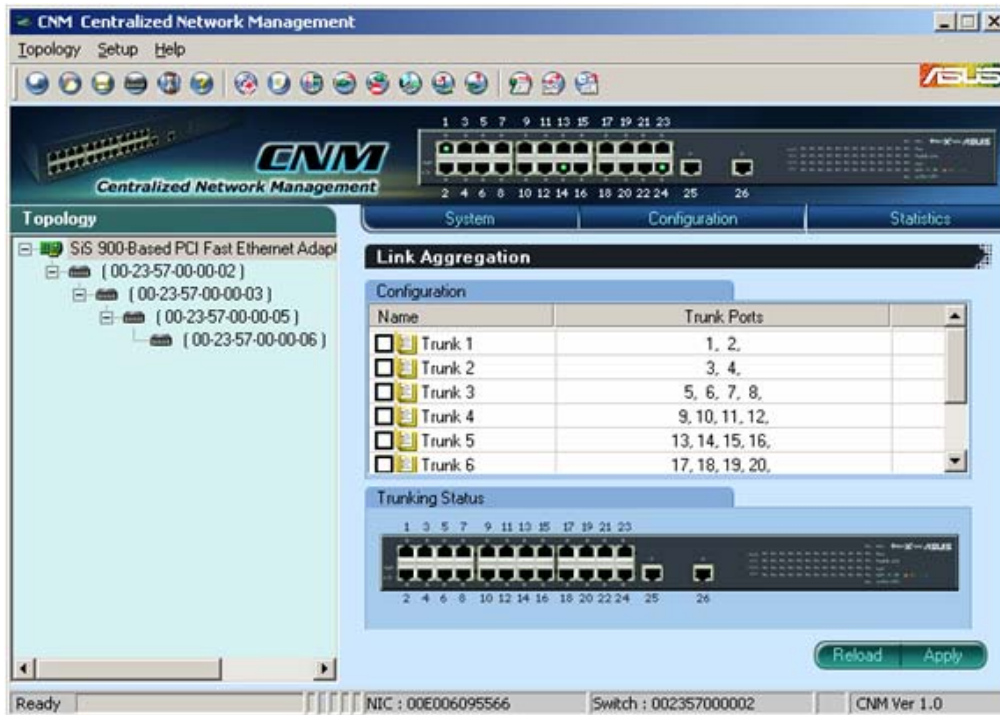 CNM Centralized Network Management
Topology Setup Help
ASUS
1 3 5 7 9 11 13 15 17 19 21 23
CNM
Centralized Network Management
2 4 6 8 10 12 14 16 18 20 22 24 25 26
Topology
System Configuration Statistics
SiS 900-Based PCI Fast Ethernet Adapt
( 00-23-57-00-00-02 )
( 00-23-57-00-00-03 )
( 00-23-57-00-00-05 )
( 00-23-57-00-00-06 )
Link Aggregation
Configuration
Name Trunk Ports
Trunk 1 1, 2,
Trunk 2 3, 4,
Trunk 3 5, 6, 7, 8,
Trunk 4 9, 10, 11, 12,
Trunk 5 13, 14, 15, 16,
Trunk 6 17, 18, 19, 20,
Trunking Status
1 3 5 7 9 11 13 15 17 19 21 23
ASUS
2 4 6 8 10 12 14 16 18 20 22 24 25 26
Reload Apply
Ready NIC : 00E006095566 Switch : 002357000002 CNM Ver 1.0